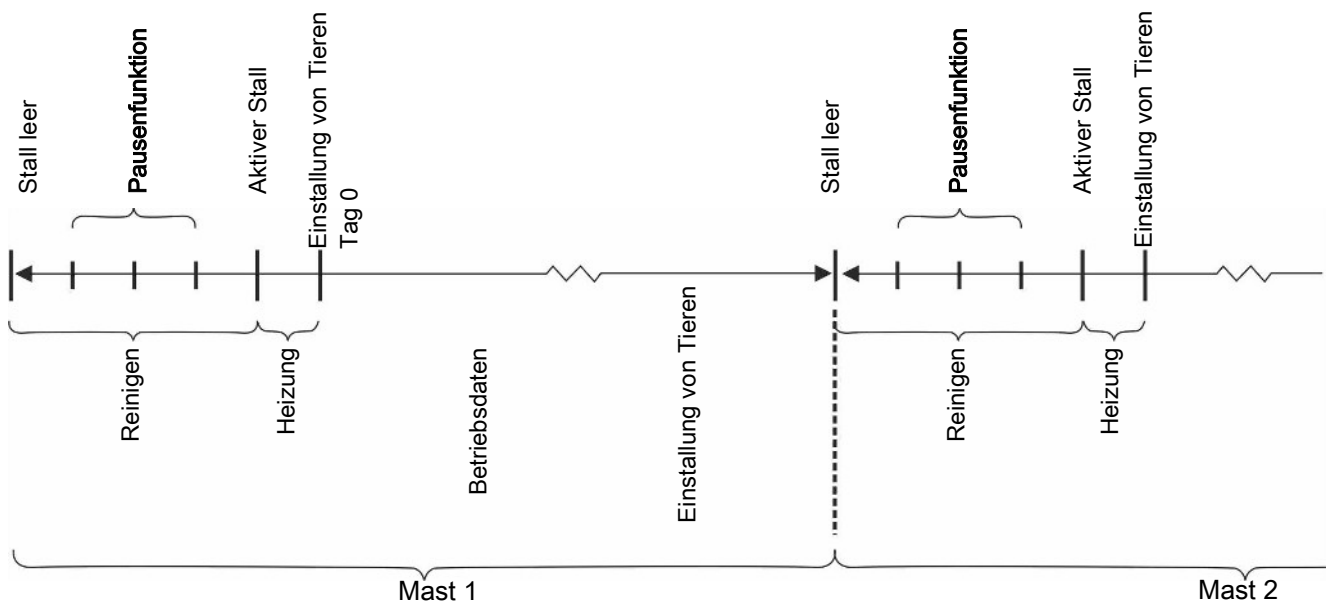 Stall leer
Pausenfunktion
Aktiver Stall
Einstallung von Tieren
Tag 0
Stall leer
Pausenfunktion
Aktiver Stall
Einstallung von Tieren
Reinigen
Heizung
Betriebsdaten
Einstallung von Tieren
Reinigen
Heizung
Mast 1
Mast 2